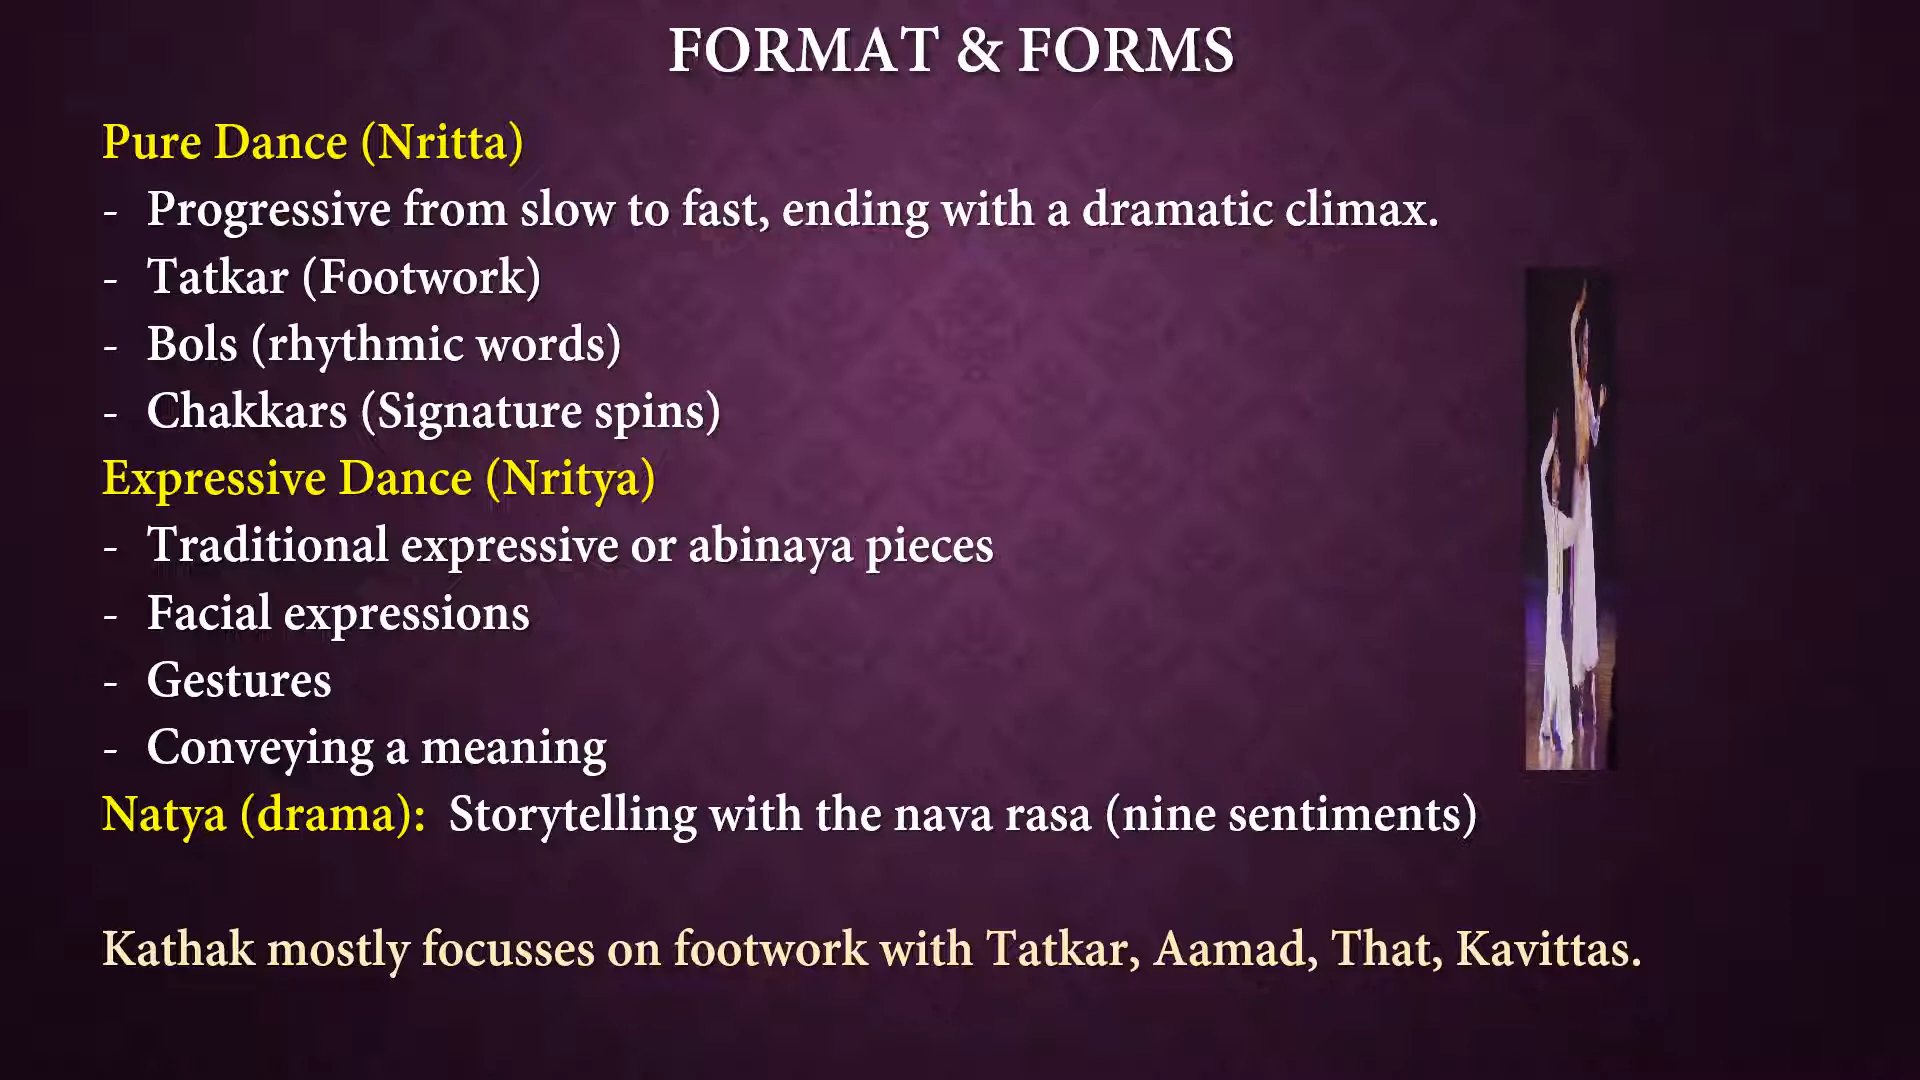 FORMAT & FORMS
Pure Dance (Nritta)
- Progressive from slow to fast, ending with a dramatic climax.
- Tatkar (Footwork)
- Bols (rhythmic words)
- Chakkars (Signature spins)
Expressive Dance (Nritya)
- Traditional expressive or abinaya pieces
- Facial expressions
- Gestures
- Conveying a meaning
Natya (drama): Storytelling with the nava rasa (nine sentiments)
Kathak mostly focusses on footwork with Tatkar, Aamad, That, Kavittas.